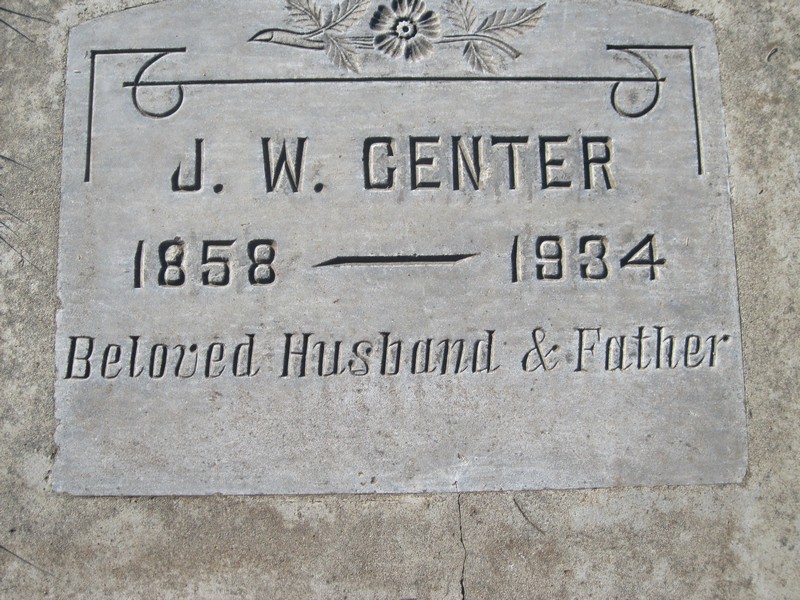 J. W. CENTER
1858 — 1934
Beloved Husband & Father